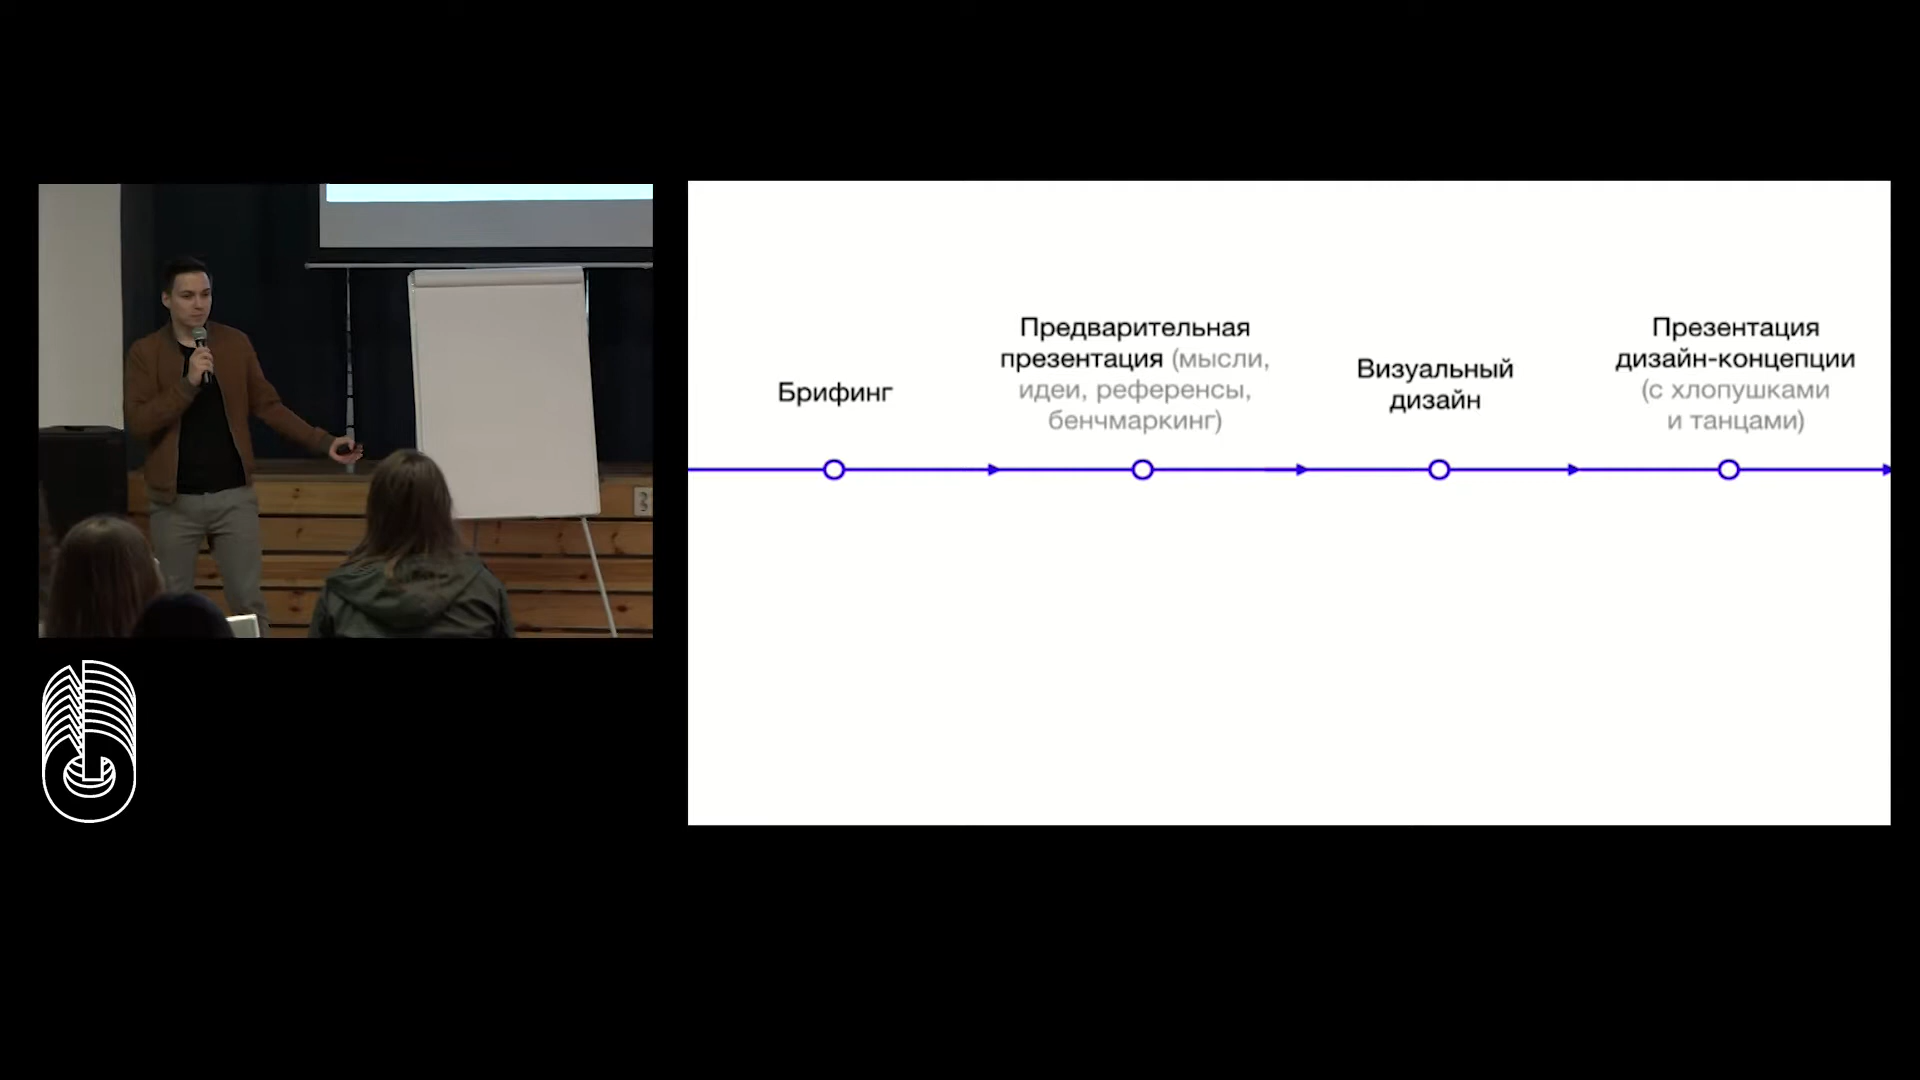 Брифинг
Предварительная
презентация (мысли,
идеи, референсы,
бенчмаркинг)
Визуальный
дизайн
Презентация
дизайн-концепции
(с хлопушками
и танцами)